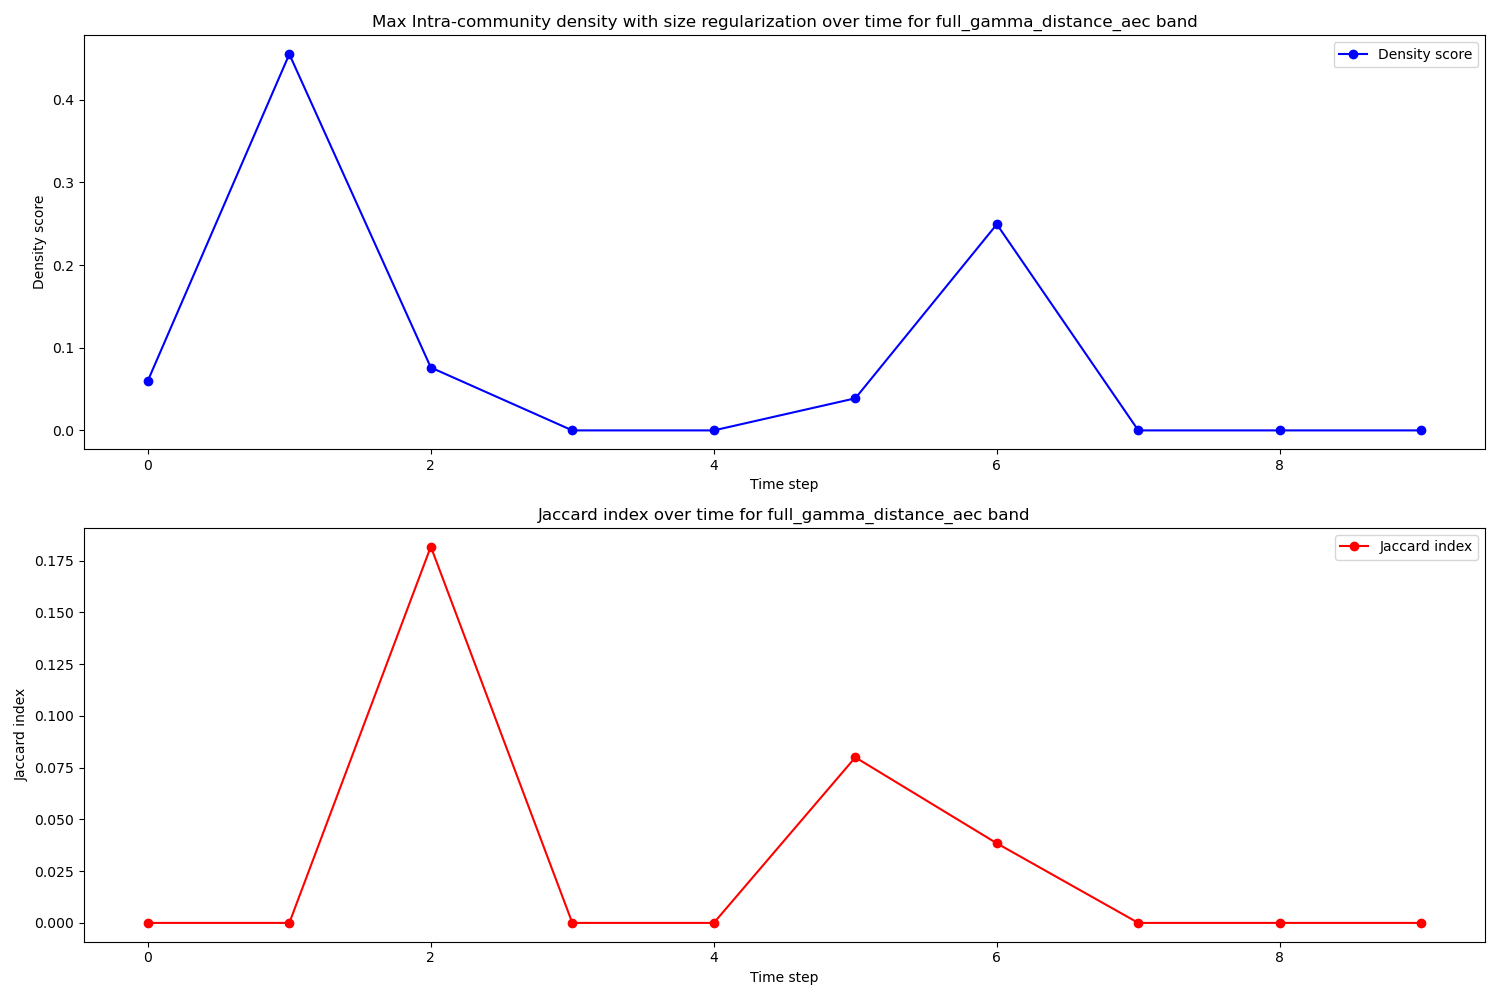 Max Intra-community density with size regularization over time for full_gamma_distance_aec band
Density score
Density score
0.4
0.3
0.2
0.1
0.0
0 2 4 6 8
Time step
Jaccard index over time for full_gamma_distance_aec band
Jaccard index
Jaccard index
0.175
0.150
0.125
0.100
0.075
0.050
0.025
0.000
0 2 4 6 8
Time step